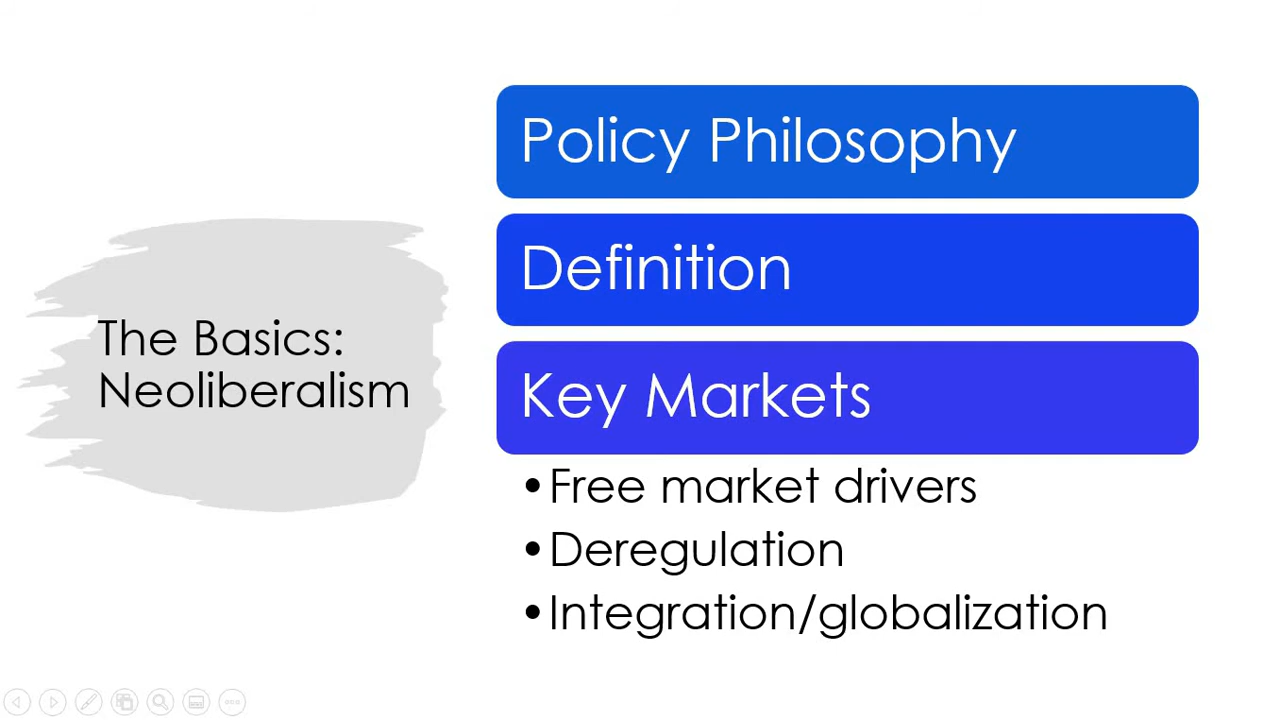 The Basics:
Neoliberalism
Policy Philosophy
Definition
Key Markets
•Free market drivers
•Deregulation
•Integration/globalization